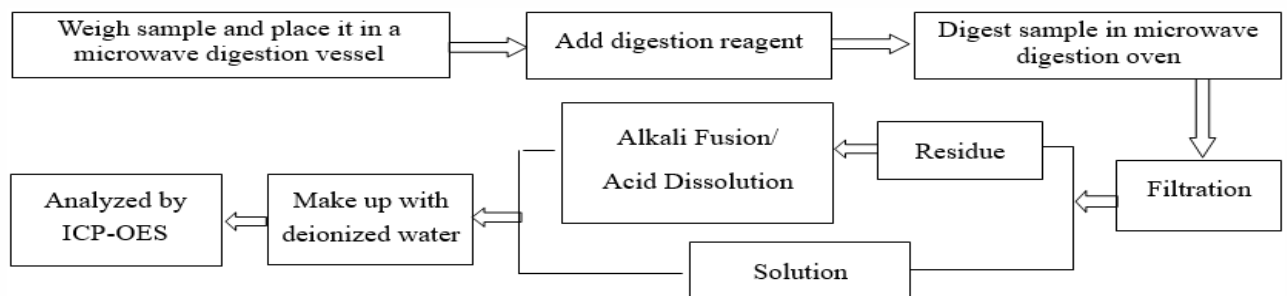 Weigh sample and place it in a
microwave digestion vessel
Add digestion reagent
Digest sample in microwave
digestion oven
Filtration
Residue
Alkali Fusion/
Acid Dissolution
Solution
Make up with
deionized water
Analyzed by
ICP-OES